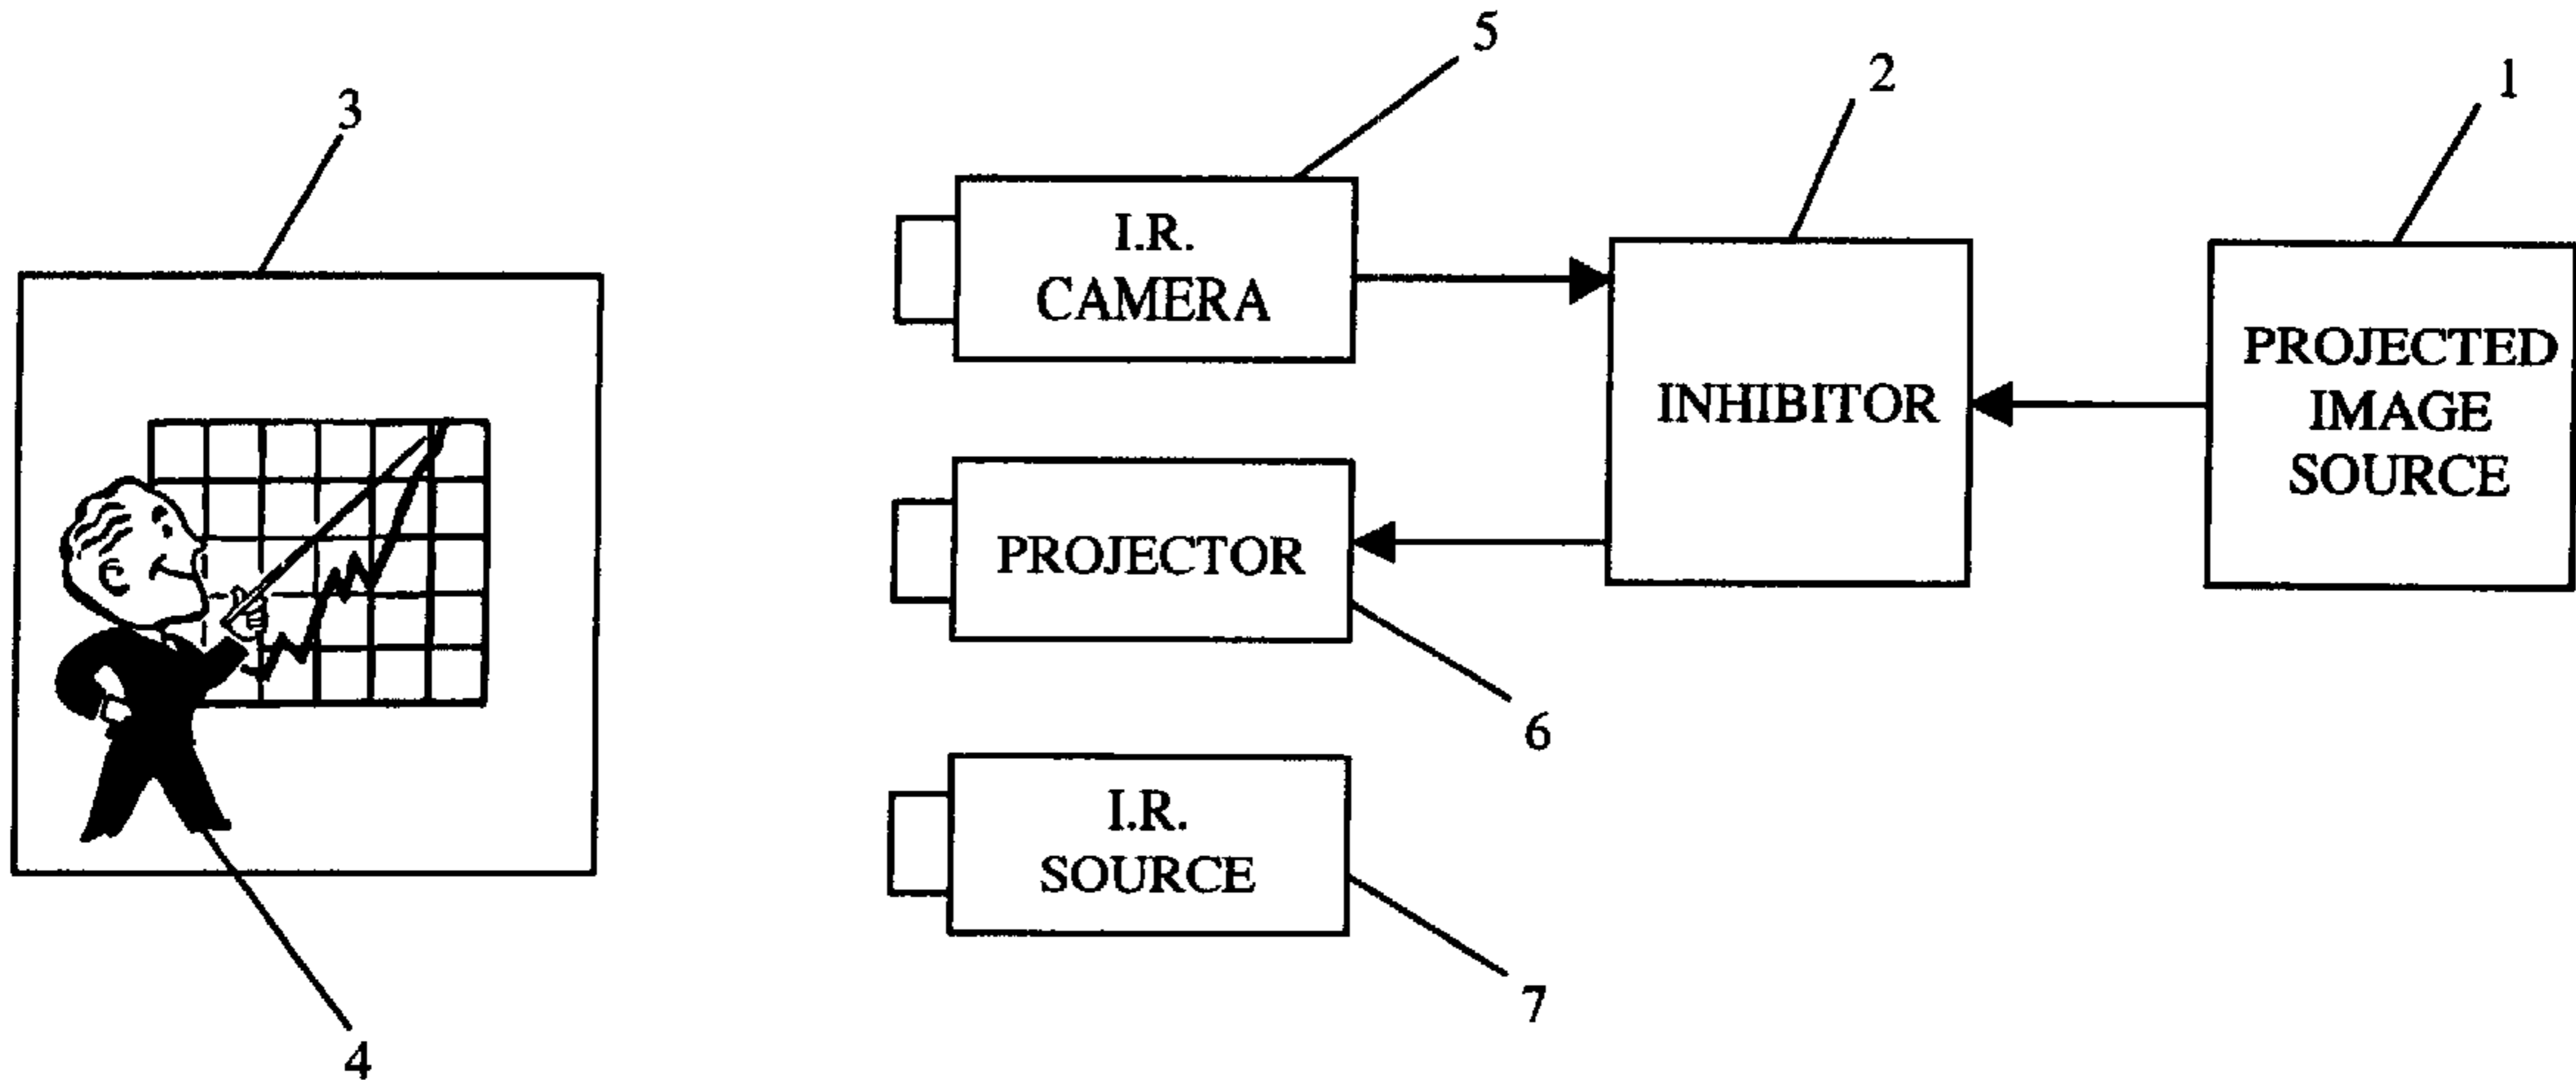 5
2
1
3
I.R.
CAMERA
PROJECTED
IMAGE
SOURCE
INHIBITOR
PROJECTOR
6
I.R.
SOURCE
7
4